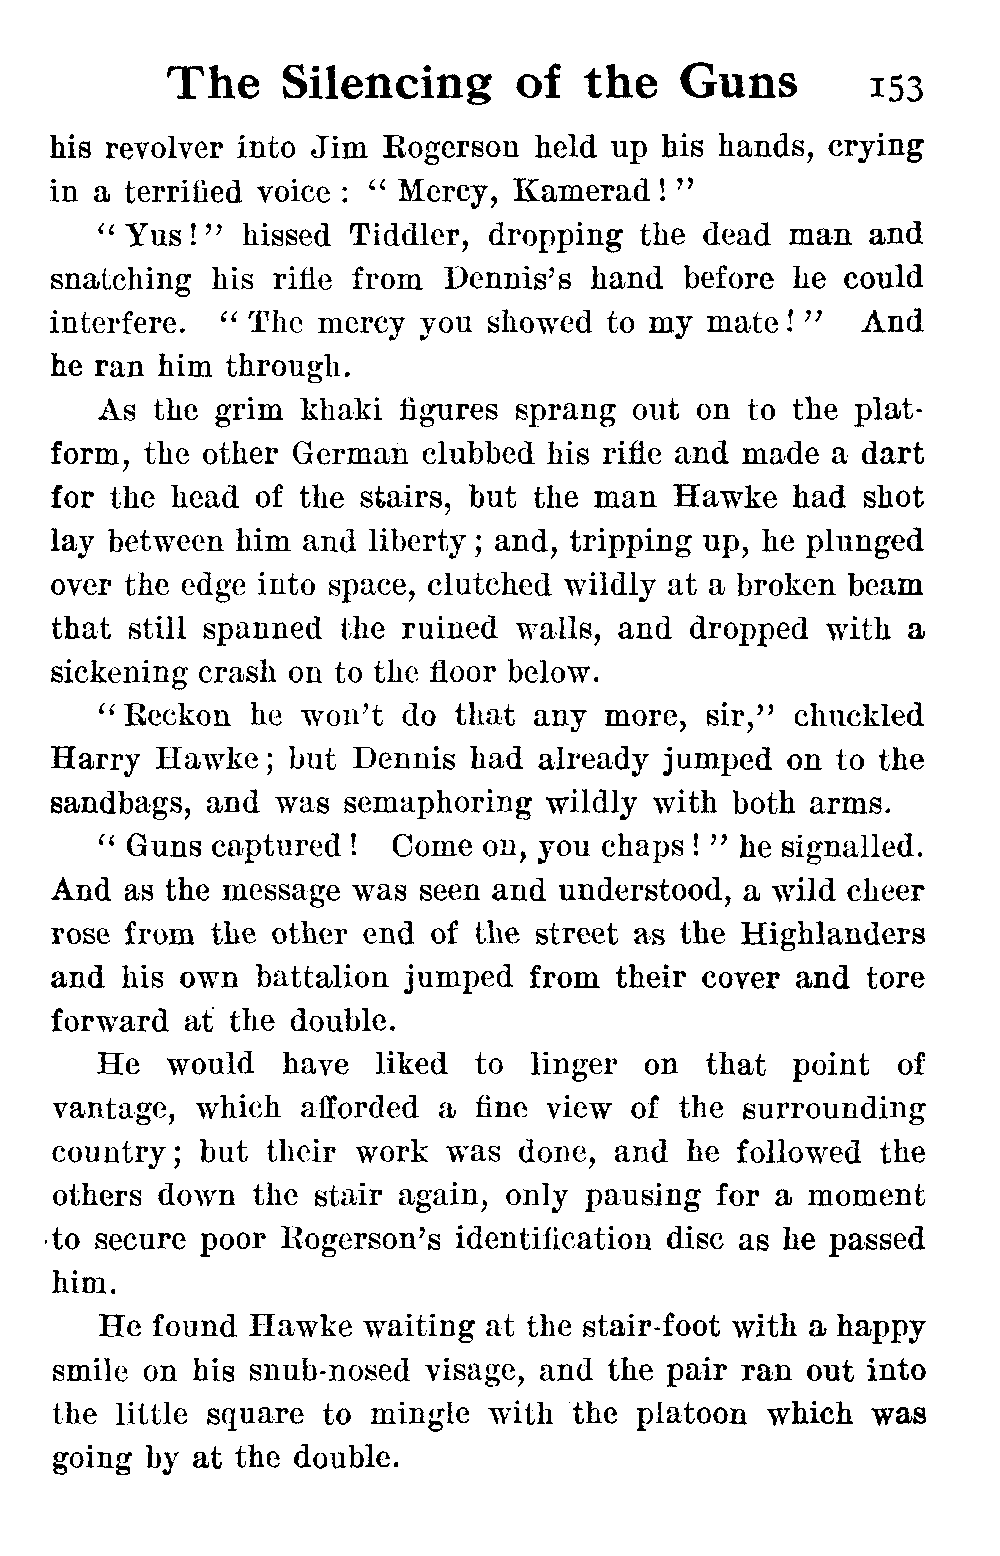 The Silencing of the Guns 153
his revolver into Jim Rogerson held up his hands, crying
in a terrified voice : “ Mercy, Kamerad ! ”
“ Yus ! ” hissed Tiddler, dropping the dead man and
snatching his rifle from Dennis’s hand before he could
interfere. “ The mercy you showed to my mate ! ” And
he ran him through.
As the grim khaki figures sprang out on to the plat-
form, the other German clubbed his rifle and made a dart
for the head of the stairs, but the man Hawke had shot
lay between him and liberty ; and, tripping up, he plunged
over the edge into space, clutched wildly at a broken beam
that still spanned the ruined walls, and dropped with a
sickening crash on to the floor below.
“ Reckon he won’t do that any more, sir,” chuckled
Harry Hawke ; but Dennis had already jumped on to the
sandbags, and was semaphoring wildly with both arms.
“ Guns captured ! Come on, you chaps ! ” he signalled.
And as the message was seen and understood, a wild cheer
rose from the other end of the street as the Highlanders
and his own battalion jumped from their cover and tore
forward at the double.
He would have liked to linger on that point of
vantage, which afforded a fine view of the surrounding
country ; but their work was done, and he followed the
others down the stair again, only pausing for a moment
to secure poor Rogerson’s identification disc as he passed
him.
He found Hawke waiting at the stair-foot with a happy
smile on his snub-nosed visage, and the pair ran out into
the little square to mingle with the platoon which was
going by at the double.